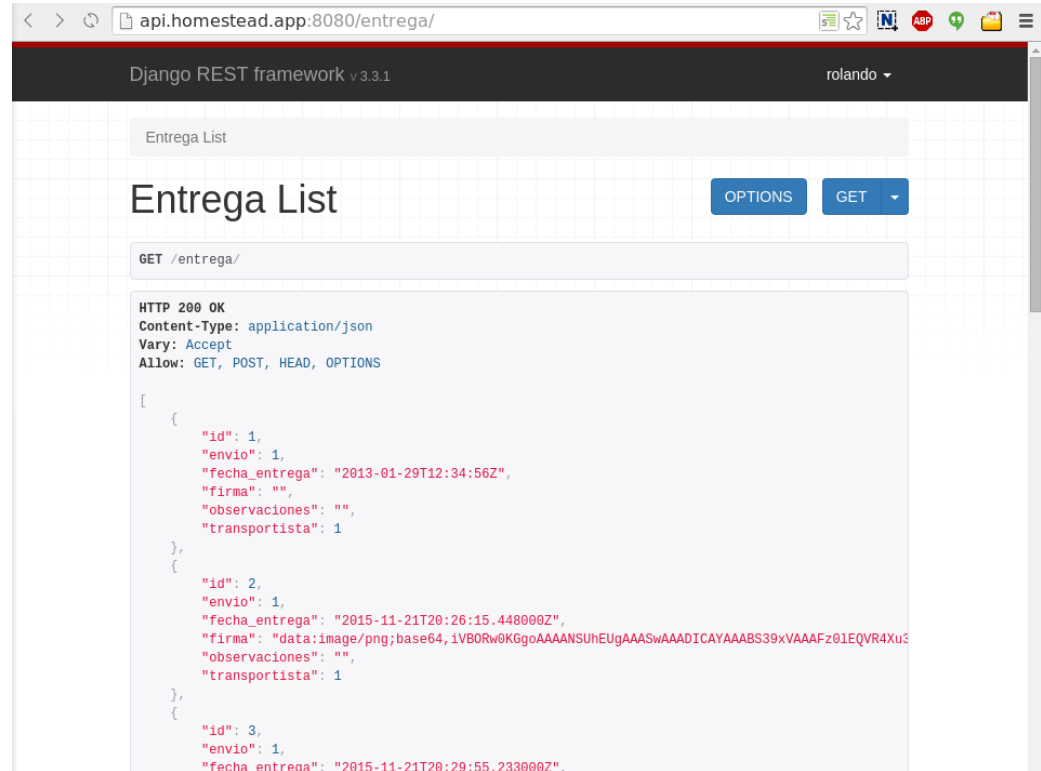 api.homestead.app:8080/entrega/
ABP
Django REST framework v 3.3.1
rolando
Entrega List
Entrega List
OPTIONS
GET
GET /entrega/
HTTP 200 OK
Content-Type: application/json
Vary: Accept
Allow: GET, POST, HEAD, OPTIONS
[
{
"id": 1,
"envio": 1,
"fecha_entrega": "2013-01-29T12:34:56Z",
"firma": "",
"observaciones": "",
"transportista": 1
},
{
"id": 2,
"envio": 1,
"fecha_entrega": "2015-11-21T20:26:15.448000Z",
"firma": "data:image/png;base64,iVBORw0KGgoAAAANSUhEUgAAASwAAADICAYAAABS39xVAAAFz0lEQVR4Xu3
"observaciones": "",
"transportista": 1
},
{
"id": 3,
"envio": 1,
"fecha_entrega": "2015-11-21T20:29:55.233000Z",